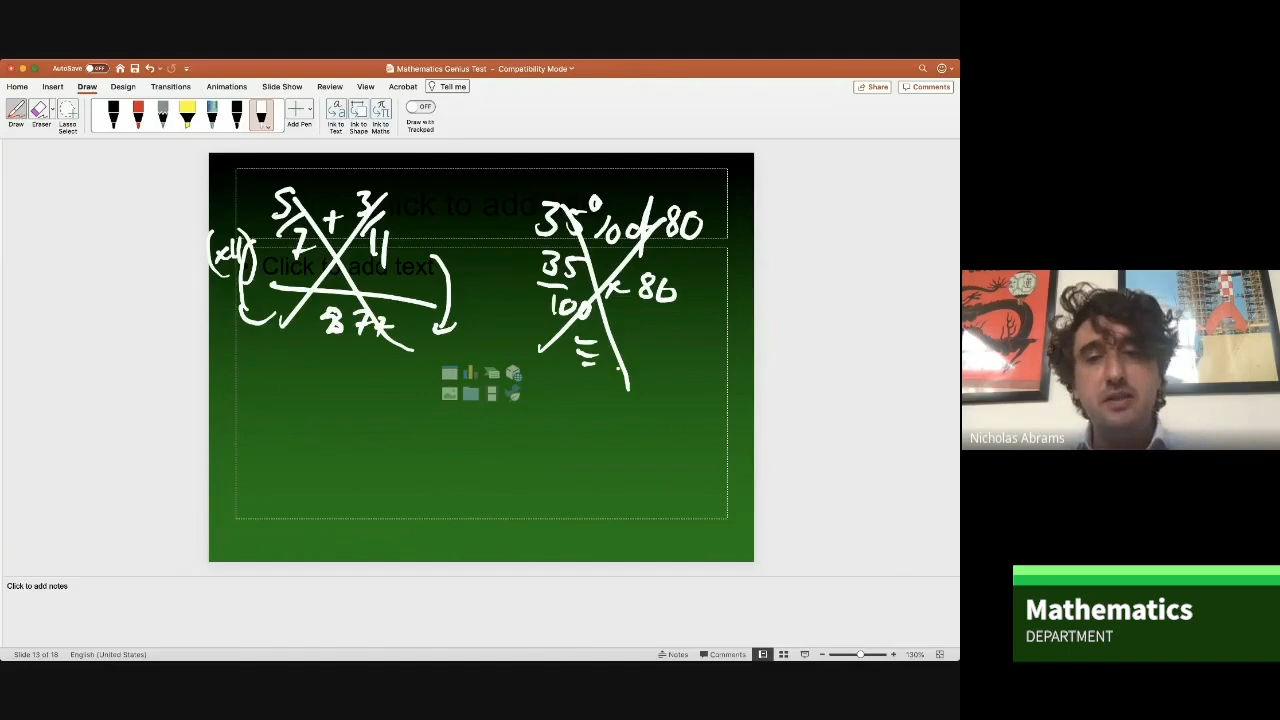 AutoSave OFF
Mathematics Genius Test – Compatibility Mode
Home Insert Draw Design Transitions Animations Slide Show Review View Acrobat Tell me
Share Comments
Draw Eraser Lasso Select
Add Pen
Ink to Text Ink to Shape Ink to Maths
OFF
Draw with Trackpad
5/7 + 3/11
35% of 80
(x11)
Click to add text
35
100
x 80
=
Nicholas Abrams
Click to add notes
Mathematics
DEPARTMENT
Slide 13 of 18 English (United States)
Notes Comments 130%